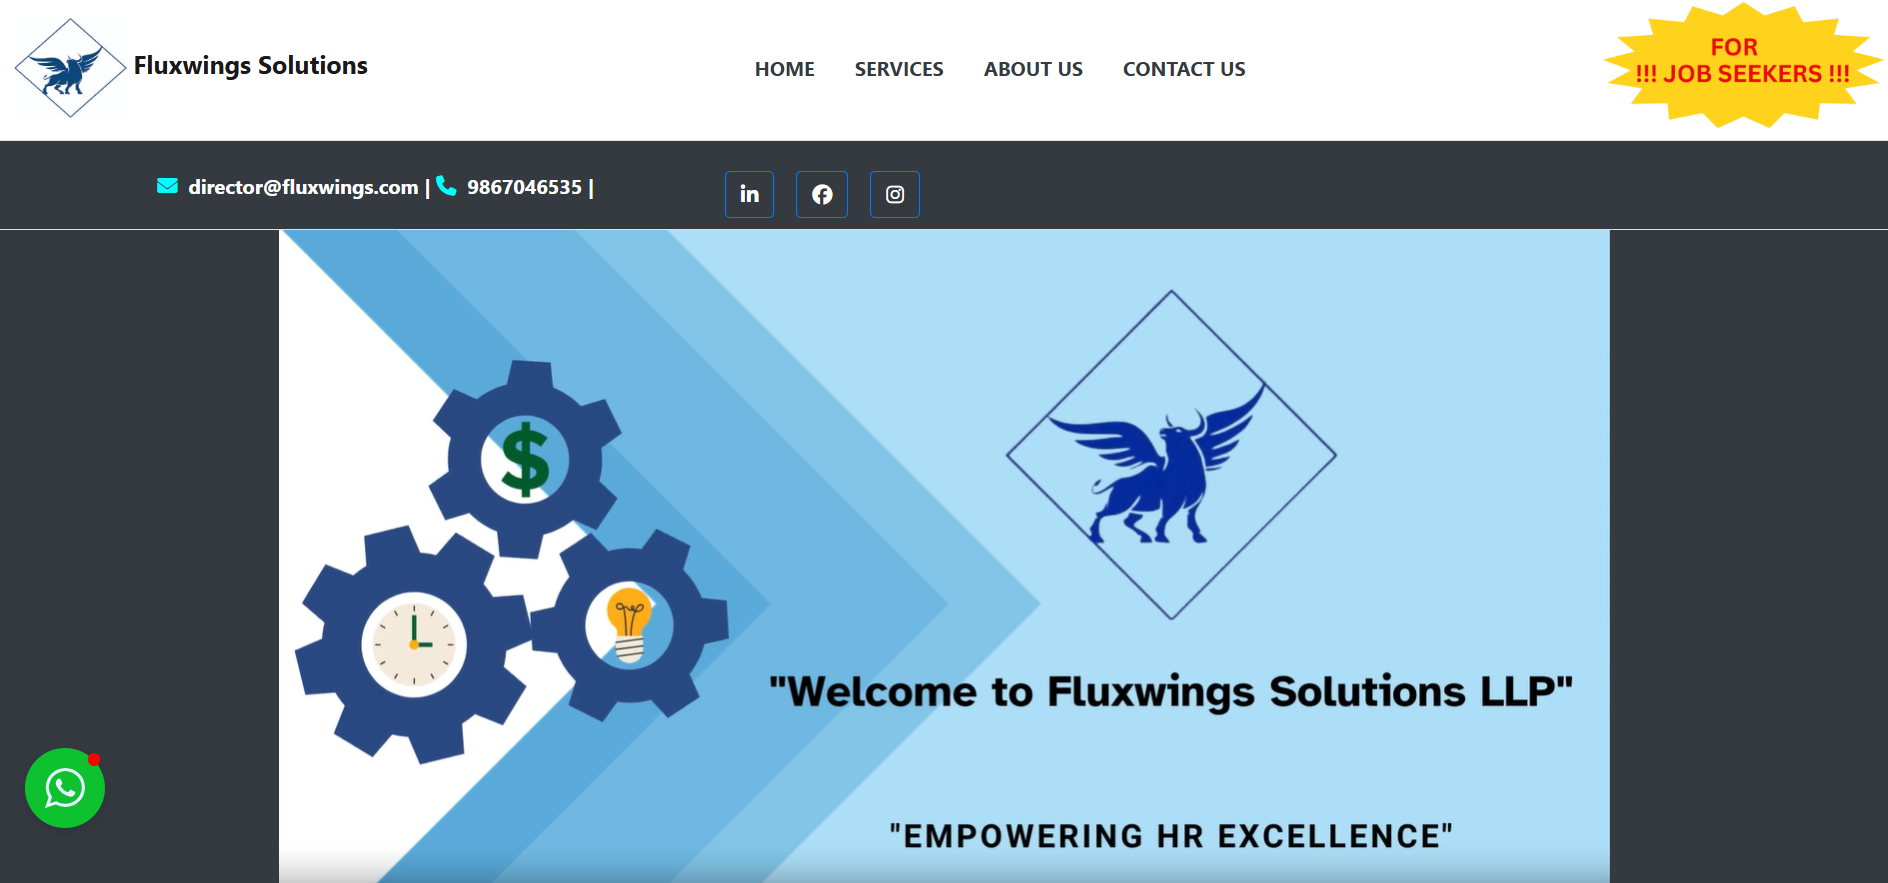 Fluxwings Solutions
HOME SERVICES ABOUT US CONTACT US
FOR
!!! JOB SEEKERS !!!
director@fluxwings.com | 9867046535 |
in
$
"Welcome to Fluxwings Solutions LLP"
"EMPOWERING HR EXCELLENCE"